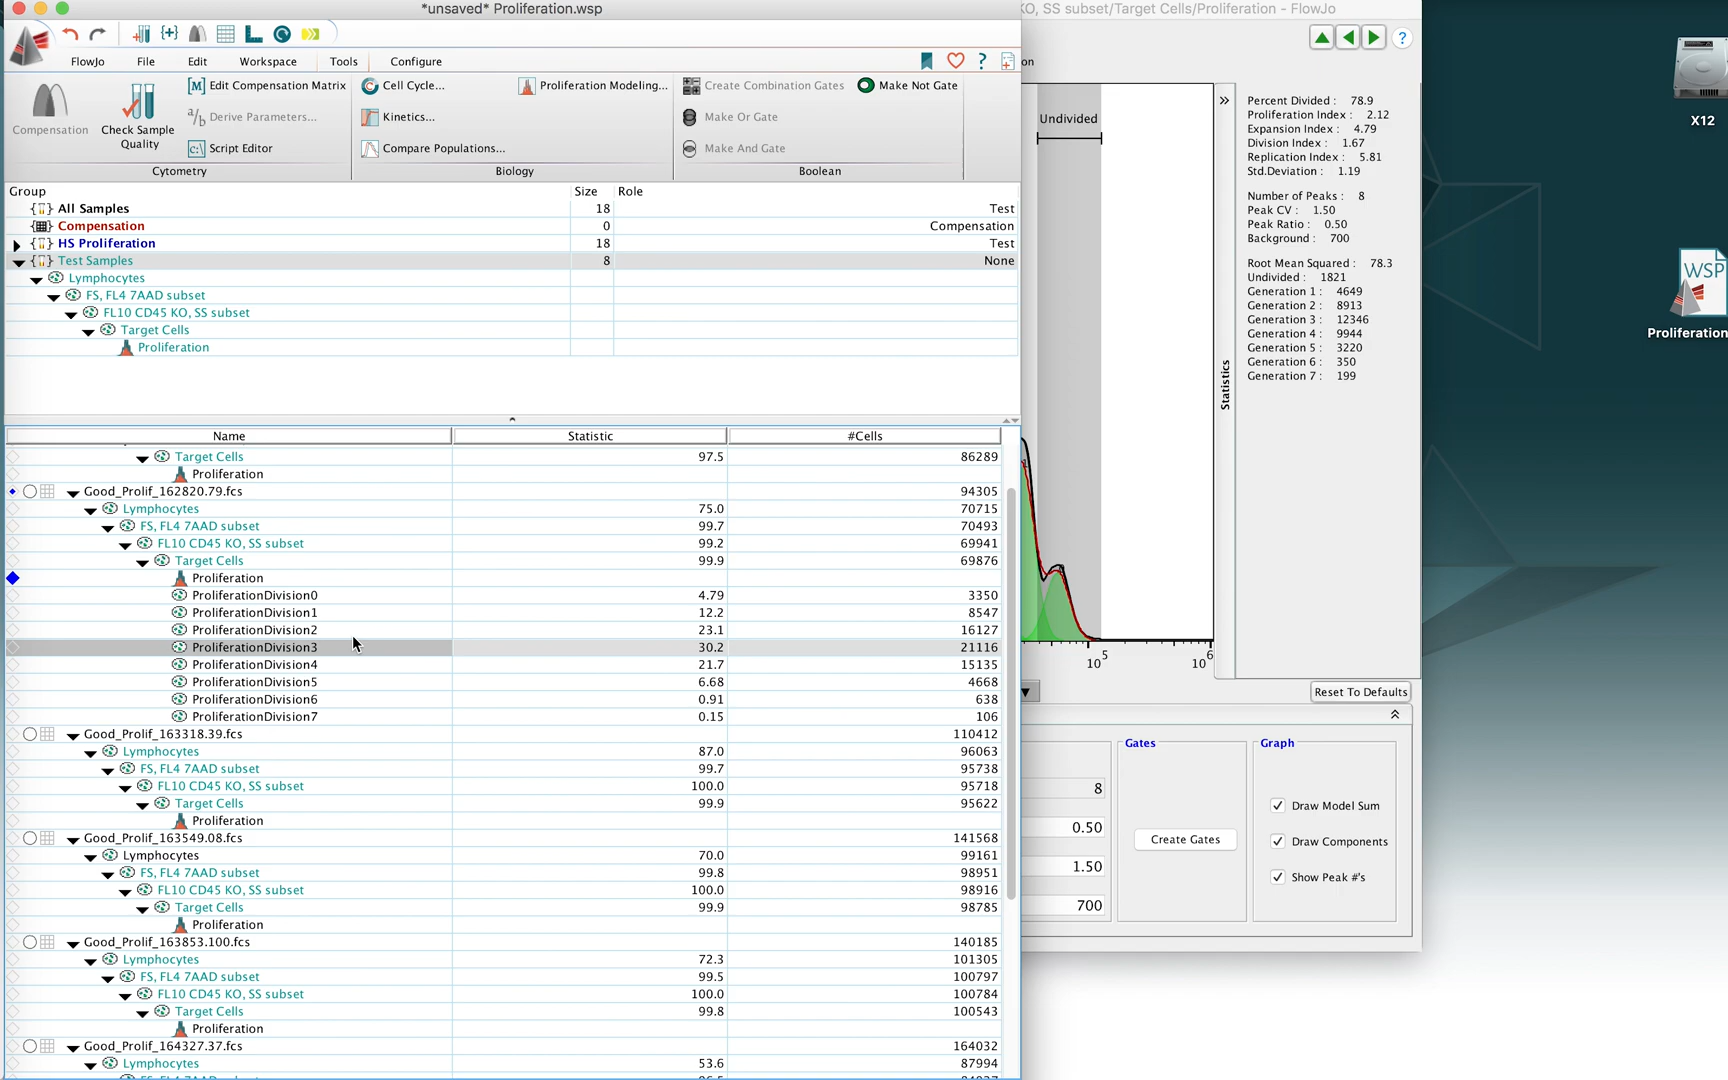 *unsaved* Proliferation.wsp
KO, SS subset/Target Cells/Proliferation - FlowJo
FlowJo File Edit Workspace Tools Configure
Compensation
Check Sample Quality
[M] Edit Compensation Matrix
a/b Derive Parameters...
c:\ Script Editor
Cytometry
Cell Cycle...
Kinetics...
Compare Populations...
Proliferation Modeling...
Biology
Create Combination Gates
Make Or Gate
Make And Gate
Make Not Gate
Boolean
Group Size Role
All Samples 18 Test
Compensation 0 Compensation
HS Proliferation 18 Test
Test Samples 8 None
Lymphocytes
FS, FL4 7AAD subset
FL10 CD45 KO, SS subset
Target Cells
Proliferation
Name Statistic #Cells
Target Cells 97.5 86289
Proliferation
Good_Prolif_162820.79.fcs 94305
Lymphocytes 75.0 70715
FS, FL4 7AAD subset 99.7 70493
FL10 CD45 KO, SS subset 99.2 69941
Target Cells 99.9 69876
Proliferation
ProliferationDivision0 4.79 3350
ProliferationDivision1 12.2 8547
ProliferationDivision2 23.1 16127
ProliferationDivision3 30.2 21116
ProliferationDivision4 21.7 15135
ProliferationDivision5 6.68 4668
ProliferationDivision6 0.91 638
ProliferationDivision7 0.15 106
Good_Prolif_163318.39.fcs 110412
Lymphocytes 87.0 96063
FS, FL4 7AAD subset 99.7 95738
FL10 CD45 KO, SS subset 100.0 95718
Target Cells 99.9 95622
Proliferation
Good_Prolif_163549.08.fcs 141568
Lymphocytes 70.0 99161
FS, FL4 7AAD subset 99.8 98951
FL10 CD45 KO, SS subset 100.0 98916
Target Cells 99.9 98785
Proliferation
Good_Prolif_163853.100.fcs 140185
Lymphocytes 72.3 101305
FS, FL4 7AAD subset 99.5 100797
FL10 CD45 KO, SS subset 100.0 100784
Target Cells 99.8 100543
Proliferation
Good_Prolif_164327.37.fcs 164032
Lymphocytes 53.6 87994
on
?
Undivided
10^5 10^6
Statistics
Percent Divided : 78.9
Proliferation Index : 2.12
Expansion Index : 4.79
Division Index : 1.67
Replication Index : 5.81
Std.Deviation : 1.19
Number of Peaks : 8
Peak CV : 1.50
Peak Ratio : 0.50
Background : 700
Root Mean Squared : 78.3
Undivided : 1821
Generation 1 : 4649
Generation 2 : 8913
Generation 3 : 12346
Generation 4 : 9944
Generation 5 : 3220
Generation 6 : 350
Generation 7 : 199
Reset To Defaults
8
0.50
1.50
700
Gates
Create Gates
Graph
Draw Model Sum
Draw Components
Show Peak #'s
X12
WSP
Proliferation